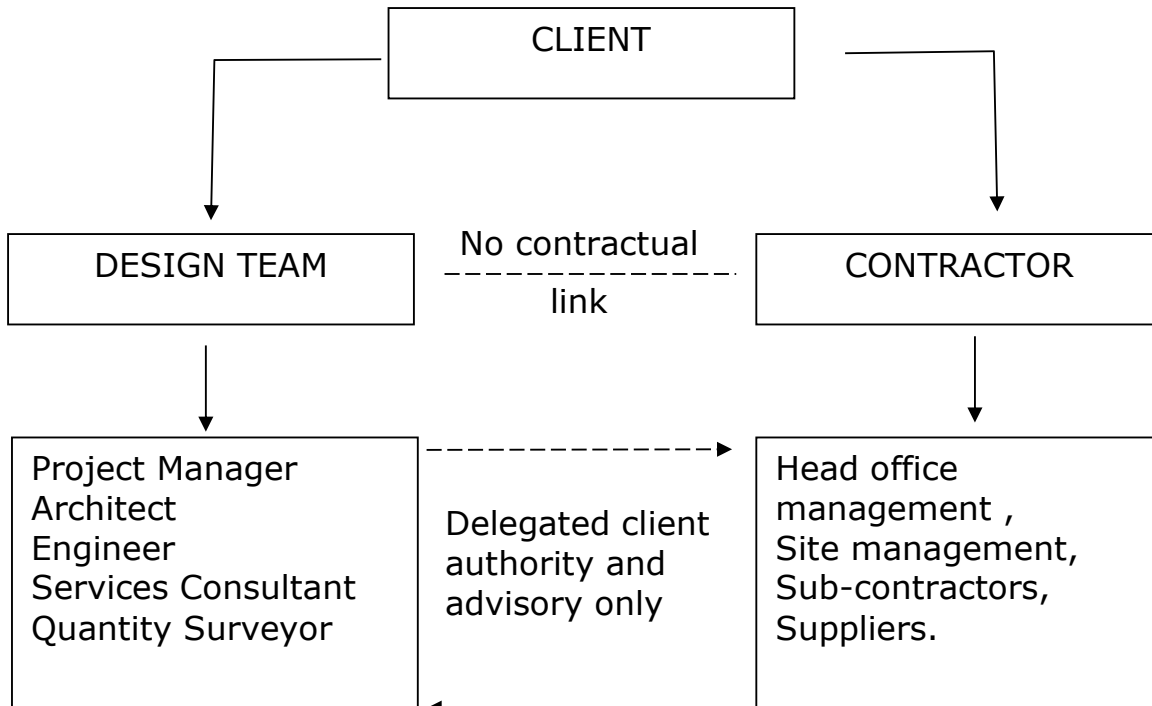 CLIENT
DESIGN TEAM
No contractual
link
CONTRACTOR
Project Manager
Architect
Engineer
Services Consultant
Quantity Surveyor
Delegated client
authority and
advisory only
Head office
management ,
Site management,
Sub-contractors,
Suppliers.